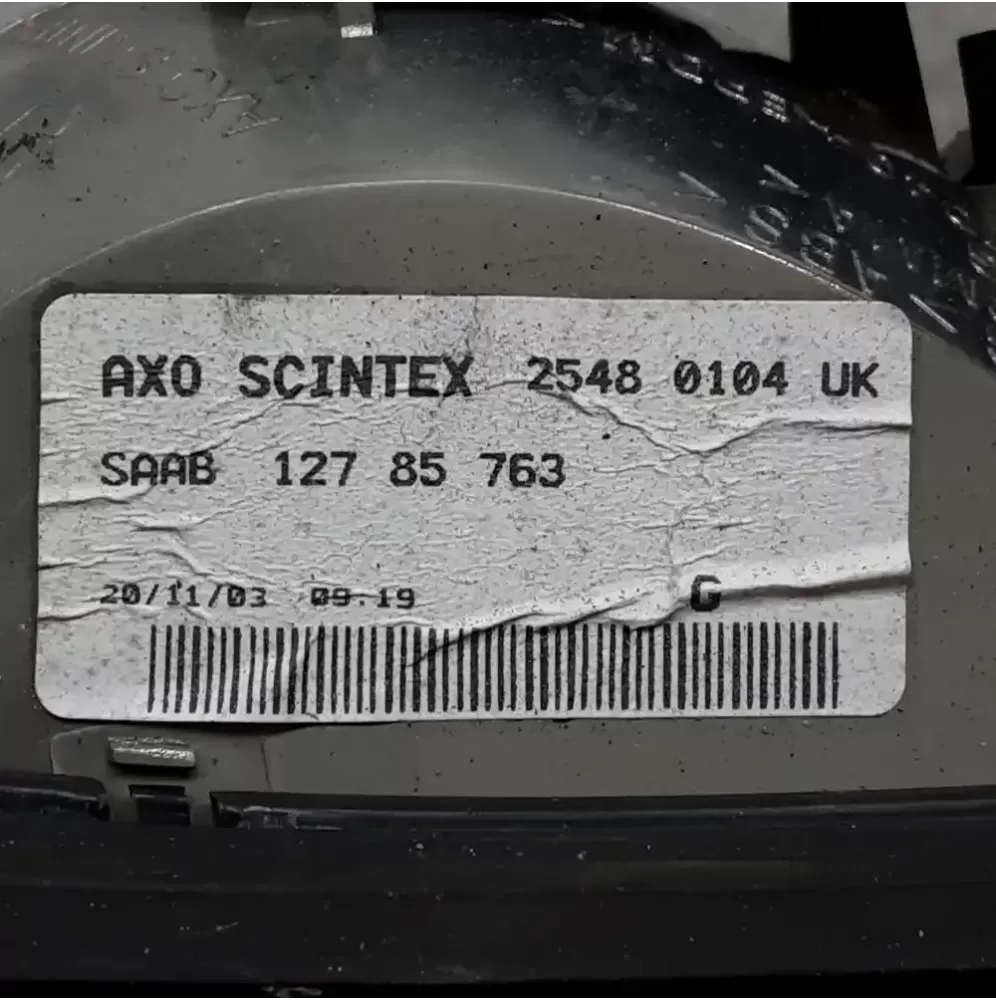 AXO SCINTEX 2548 0104 UK
SAAB 127 85 763
20/11/03 09.19 G